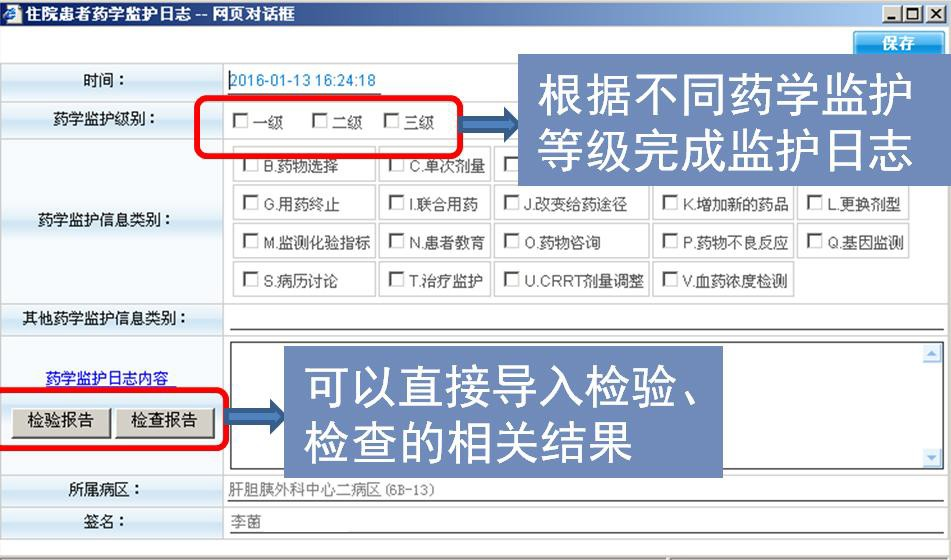 住院患者药学监护日志 -- 网页对话框
保存
时间： 2016-01-13 16:24:18
根据不同药学监护
等级完成监护日志
药学监护级别： 一级 二级 三级
药学监护信息类别：
B.药物选择 C.单次剂量
G.用药终止 I.联合用药 J.改变给药途径 K.增加新的药品 L.更换剂型
M.监测化验指标 N.患者教育 O.药物咨询 P.药物不良反应 Q.基因监测
S.病历讨论 T.治疗监护 U.CRRT剂量调整 V.血药浓度检测
其他药学监护信息类别：
药学监护日志内容
检验报告 检查报告
可以直接导入检验、
检查的相关结果
所属病区： 肝胆胰外科中心二病区(6B-13)
签名： 李菌